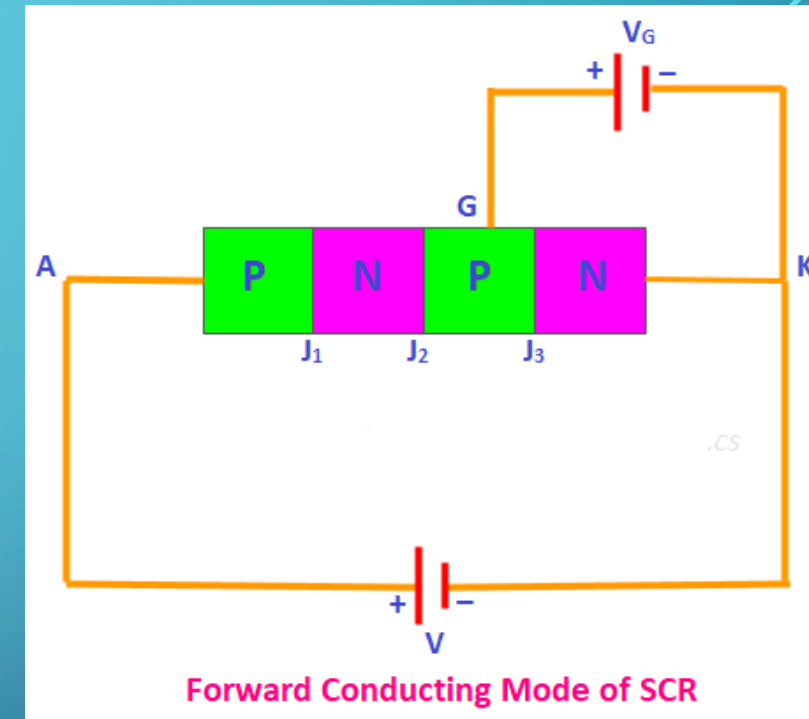 VG
+ −
G
A P N P N K
J1 J2 J3
.cs
+ −
V
Forward Conducting Mode of SCR